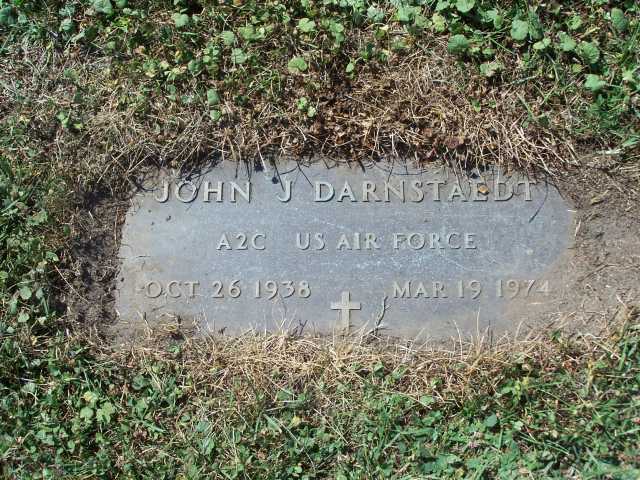 JOHN J DARNSTAEDT
A2C US AIR FORCE
OCT 26 1938 MAR 19 1974